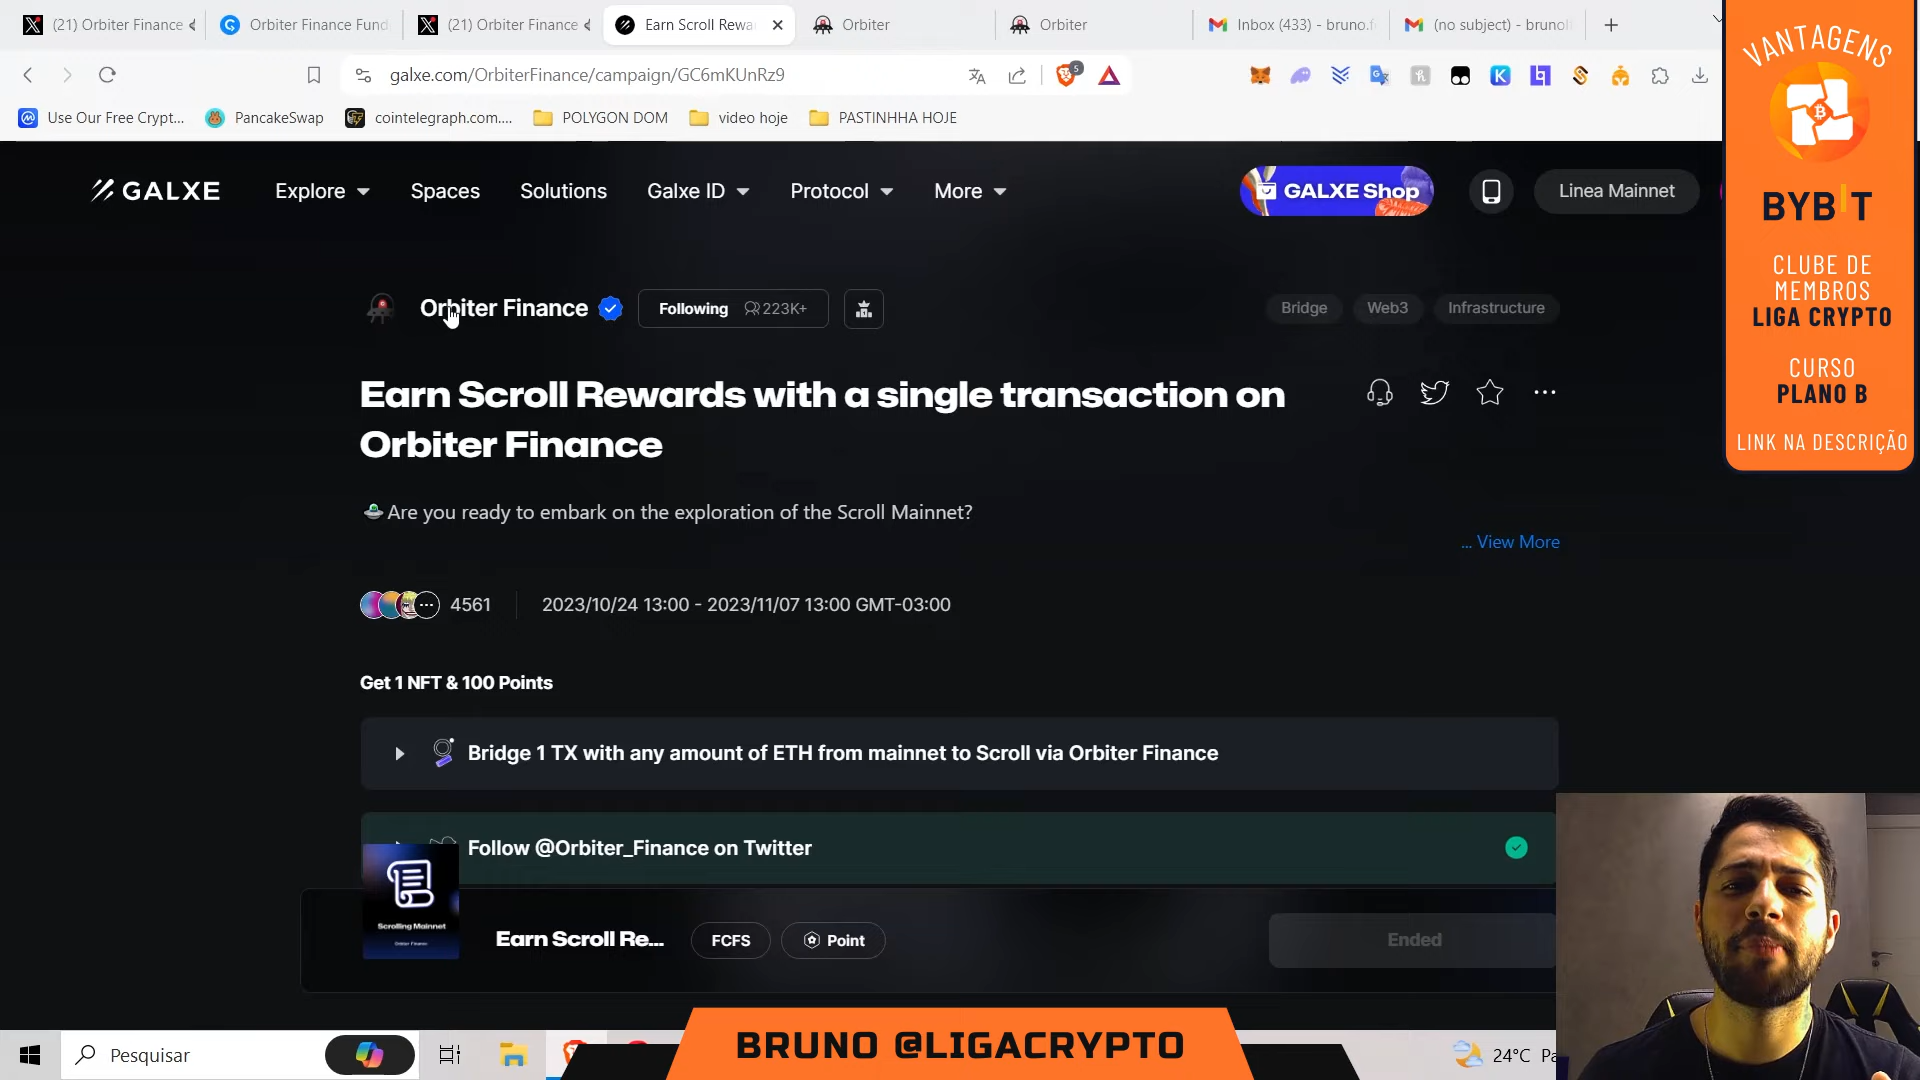 (21) Orbiter Finance
Orbiter Finance Fund
(21) Orbiter Finance
Earn Scroll Rewa
Orbiter
Orbiter
Inbox (433) - bruno.f
(no subject) - brunol
galxe.com/OrbiterFinance/campaign/GC6mKUnRz9
5
Use Our Free Crypt...
PancakeSwap
cointelegraph.com....
POLYGON DOM
video hoje
PASTINHHA HOJE
GALXE
Explore
Spaces
Solutions
Galxe ID
Protocol
More
GALXE Shop
Linea Mainnet
Orbiter Finance
Following
223K+
Bridge
Web3
Infrastructure
Earn Scroll Rewards with a single transaction on
Orbiter Finance
Are you ready to embark on the exploration of the Scroll Mainnet?
... View More
4561
2023/10/24 13:00 - 2023/11/07 13:00 GMT-03:00
Get 1 NFT & 100 Points
Bridge 1 TX with any amount of ETH from mainnet to Scroll via Orbiter Finance
Follow @Orbiter_Finance on Twitter
Scrolling Mainnet
Orbiter Finance
Earn Scroll Re...
FCFS
Point
Ended
VANTAGENS
BYBIT
CLUBE DE
MEMBROS
LIGA CRYPTO
CURSO
PLANO B
LINK NA DESCRIÇÃO
BRUNO @LIGACRYPTO
Pesquisar
24°C